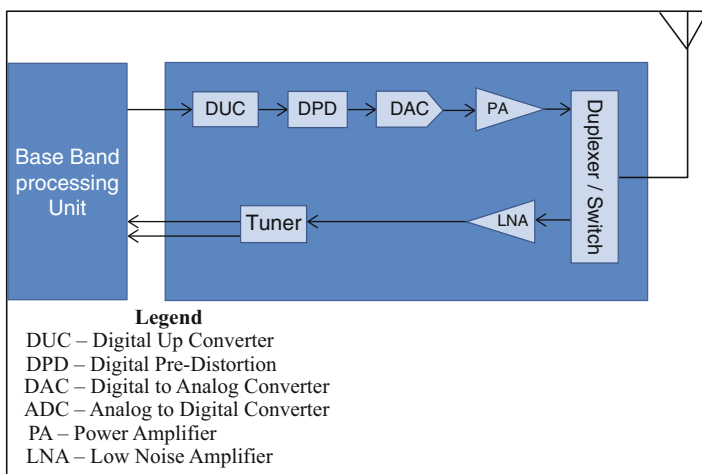 DUC
DPD
DAC
PA
Duplexer / Switch
Base Band
processing
Unit
Tuner
LNA
Legend
DUC – Digital Up Converter
DPD – Digital Pre-Distortion
DAC – Digital to Analog Converter
ADC – Analog to Digital Converter
PA – Power Amplifier
LNA – Low Noise Amplifier